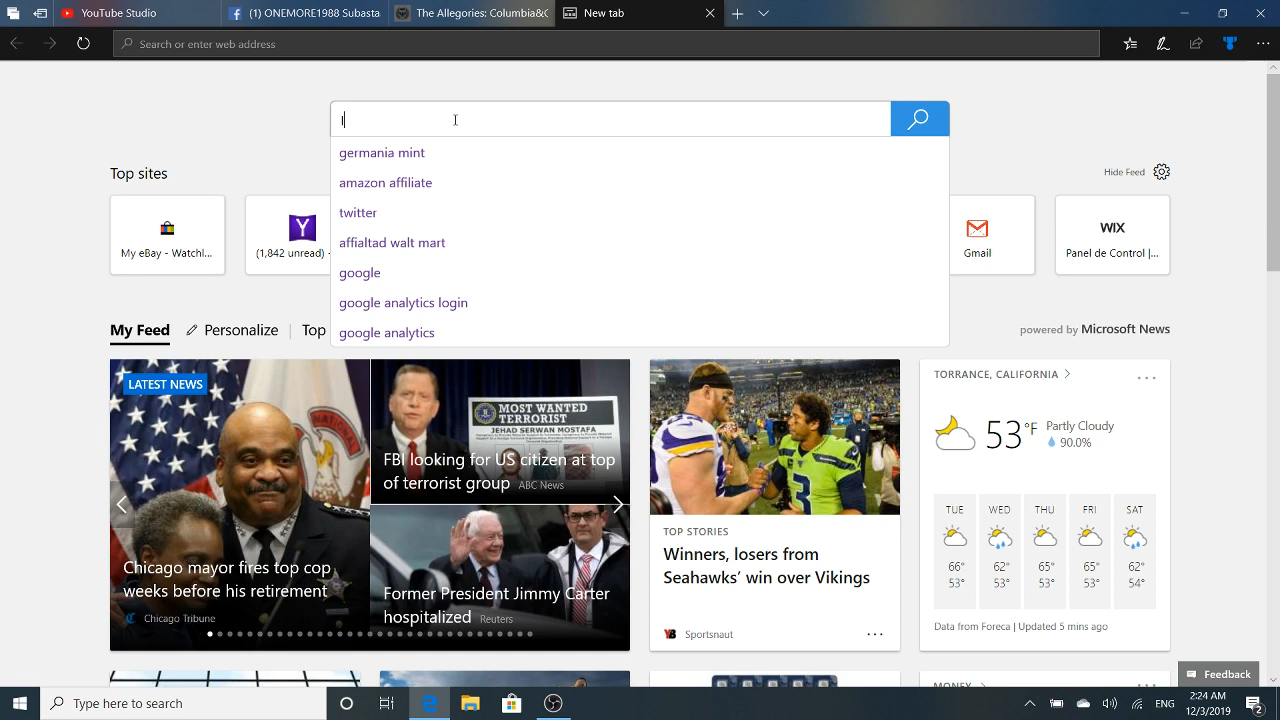 YouTube Studio
(1) ONEMORE1988 Subasta
The Allegories: Columbia&G
New tab
Search or enter web address
germania mint
amazon affiliate
twitter
affialtad walt mart
google
google analytics login
google analytics
Top sites
Hide Feed
My eBay - Watchl...
Y
(1,842 unread) -
Gmail
WIX
Panel de Control |...
My Feed
Personalize
Top
powered by Microsoft News
LATEST NEWS
Chicago mayor fires top cop
weeks before his retirement
Chicago Tribune
MOST WANTED
TERRORIST
JEHAD SERWAN MOSTAFA
FBI looking for US citizen at top
of terrorist group ABC News
Former President Jimmy Carter
hospitalized Reuters
3
TOP STORIES
Winners, losers from
Seahawks’ win over Vikings
Sportsnaut
TORRANCE, CALIFORNIA
53 °F
Partly Cloudy
90.0%
TUE WED THU FRI SAT
66° 62° 65° 65° 62°
53° 53° 53° 53° 54°
Data from Foreca | Updated 5 mins ago
MONEY
Feedback
Type here to search
ENG
2:24 AM
12/3/2019
2